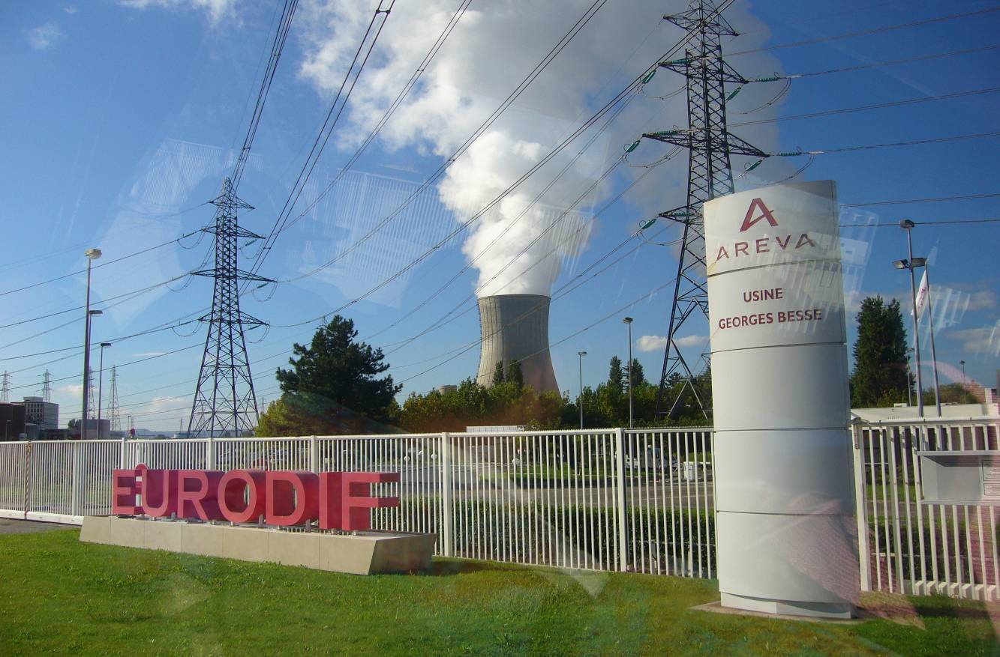 AREVA
USINE
GEORGES BESSE
EURODIF